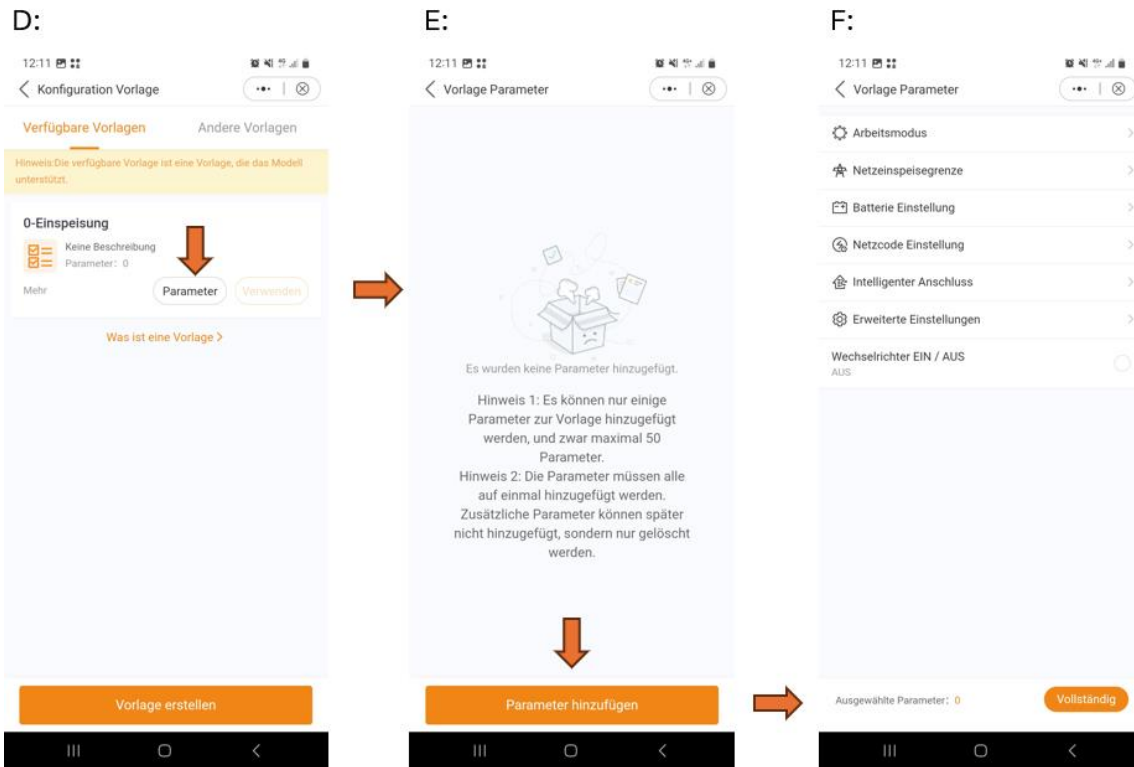 D:
12:11
Konfiguration Vorlage
Verfügbare Vorlagen
Andere Vorlagen
Hinweis:Die verfügbare Vorlage ist eine Vorlage, die das Modell
unterstützt.
0-Einspeisung
Keine Beschreibung
Parameter: 0
Mehr
Parameter
Verwenden
Was ist eine Vorlage >
Vorlage erstellen
E:
12:11
Vorlage Parameter
Es wurden keine Parameter hinzugefügt.
Hinweis 1: Es können nur einige
Parameter zur Vorlage hinzugefügt
werden, und zwar maximal 50
Parameter.
Hinweis 2: Die Parameter müssen alle
auf einmal hinzugefügt werden.
Zusätzliche Parameter können später
nicht hinzugefügt, sondern nur gelöscht
werden.
Parameter hinzufügen
F:
12:11
Vorlage Parameter
Arbeitsmodus
Netzeinspeisegrenze
Batterie Einstellung
Netzcode Einstellung
Intelligenter Anschluss
Erweiterte Einstellungen
Wechselrichter EIN / AUS
AUS
Ausgewählte Parameter: 0
Vollständig